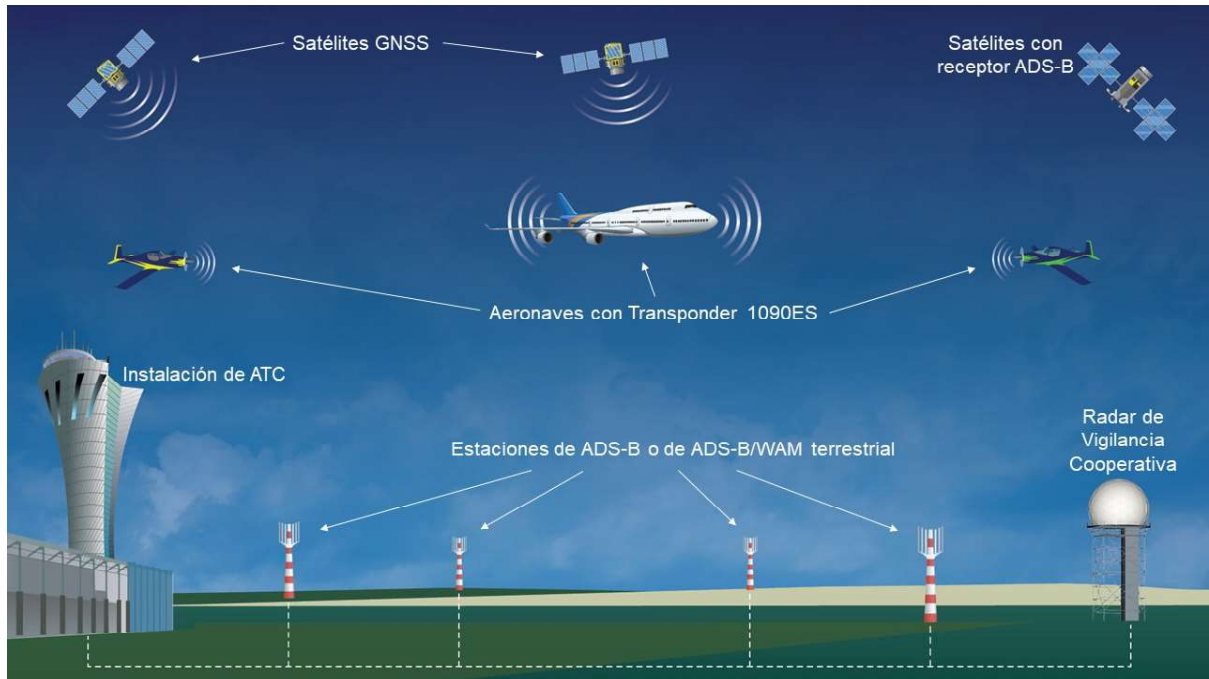 Satélites GNSS
Satélites con
receptor ADS-B
Aeronaves con Transponder 1090ES
Instalación de ATC
Estaciones de ADS-B o de ADS-B/WAM terrestrial
Radar de
Vigilancia
Cooperativa